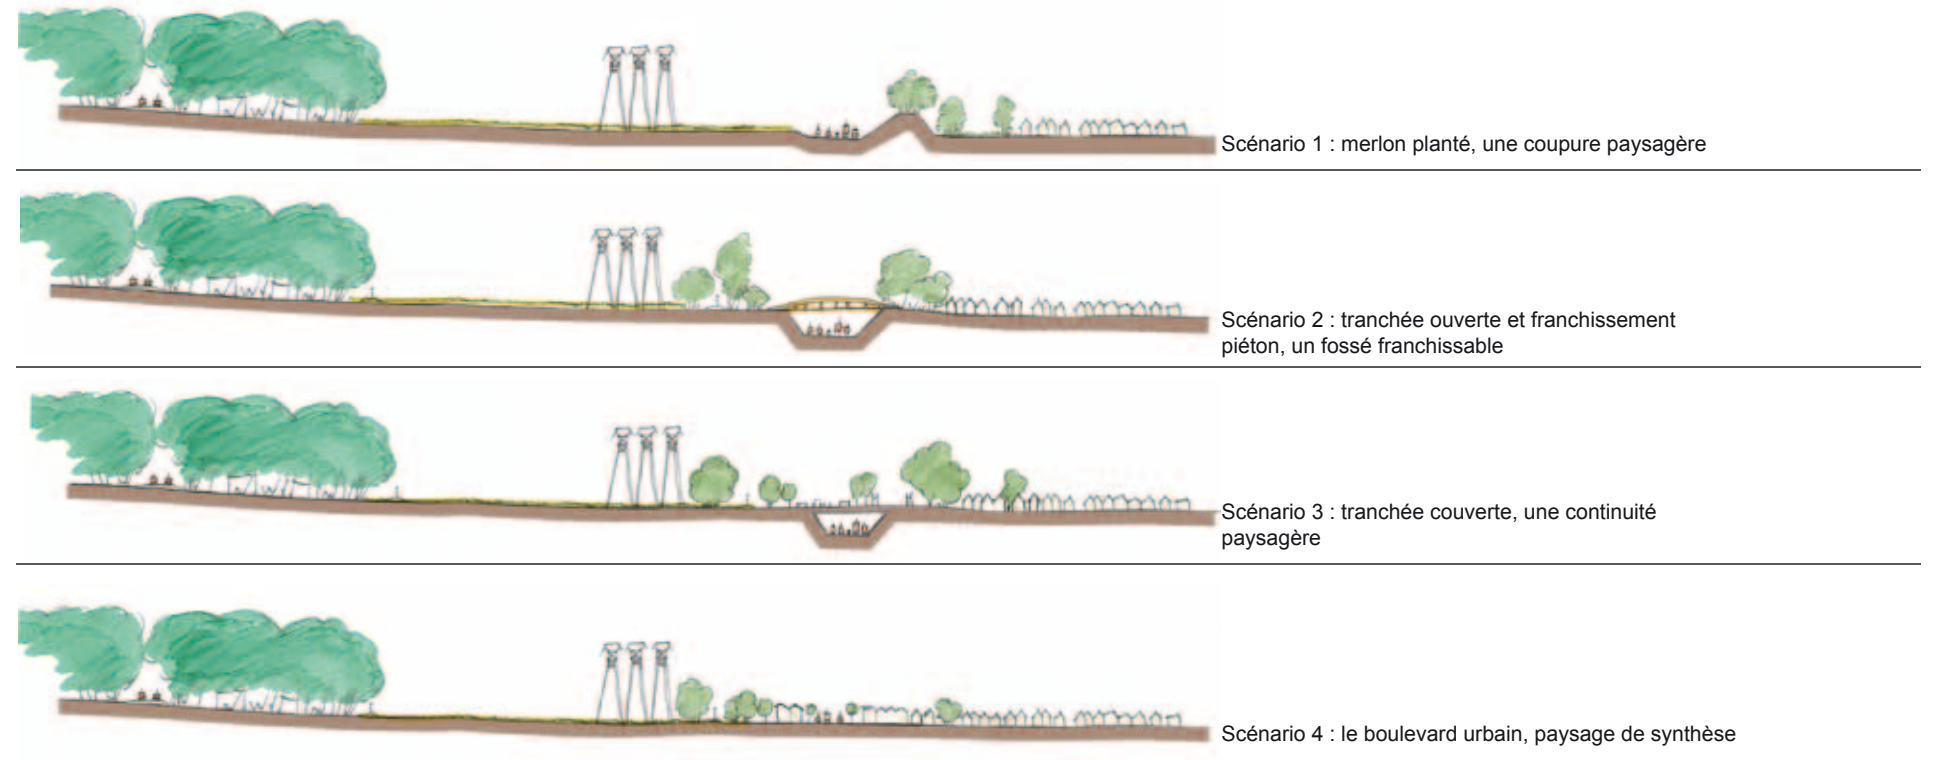 Scénario 1 : merlon planté, une coupure paysagère
Scénario 2 : tranchée ouverte et franchissement
piéton, un fossé franchissable
Scénario 3 : tranchée couverte, une continuité
paysagère
Scénario 4 : le boulevard urbain, paysage de synthèse